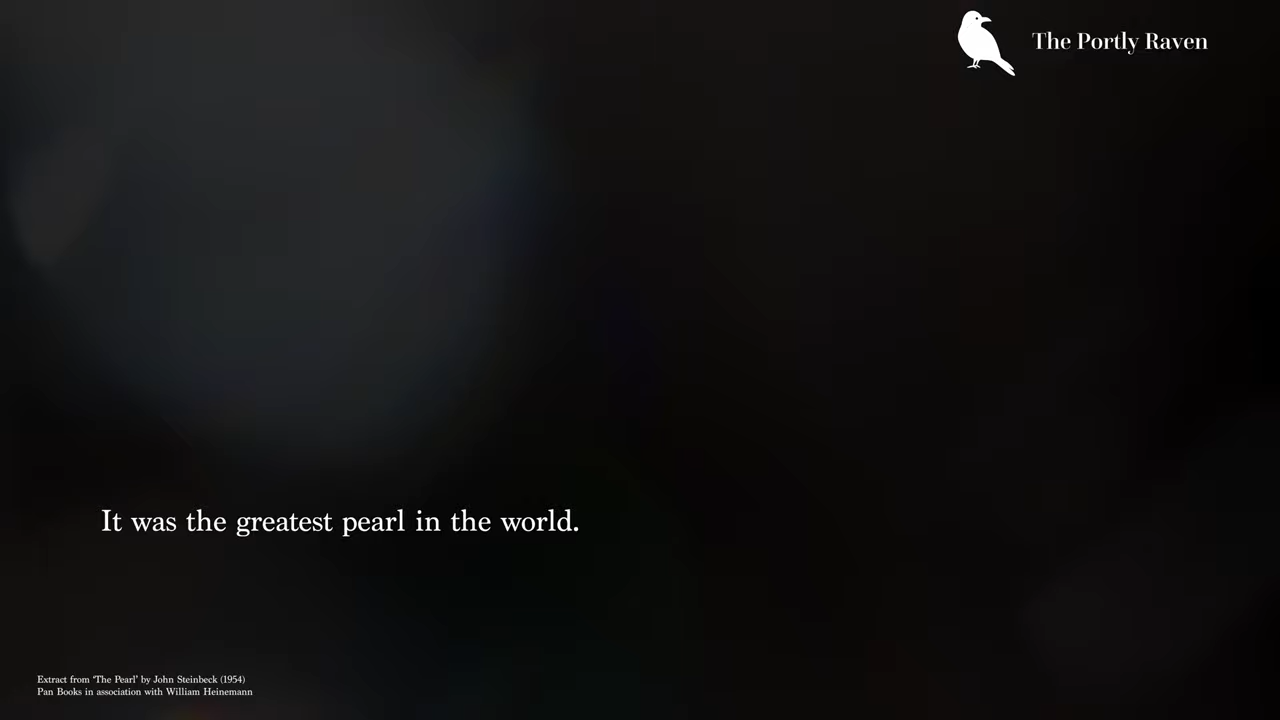 The Portly Raven
It was the greatest pearl in the world.
Extract from 'The Pearl' by John Steinbeck (1954)
Pan Books in association with William Heinemann